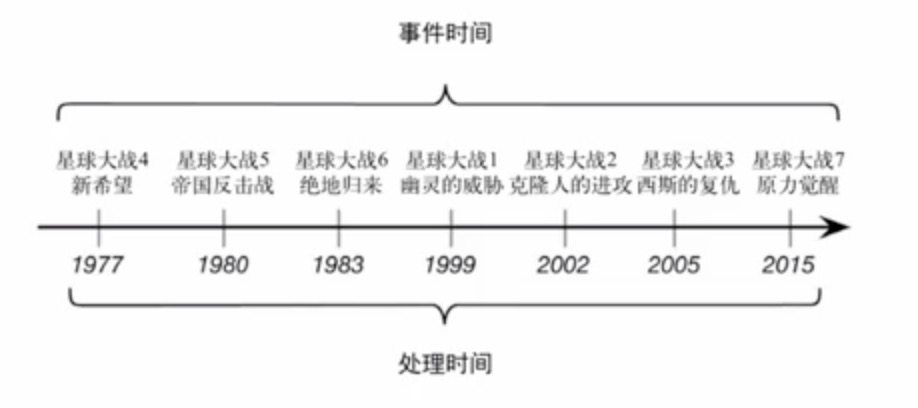 事件时间
星球大战4 星球大战5 星球大战6 星球大战1 星球大战2 星球大战3 星球大战7
新希望 帝国反击战 绝地归来 幽灵的威胁 克隆人的进攻 西斯的复仇 原力觉醒
1977 1980 1983 1999 2002 2005 2015
处理时间